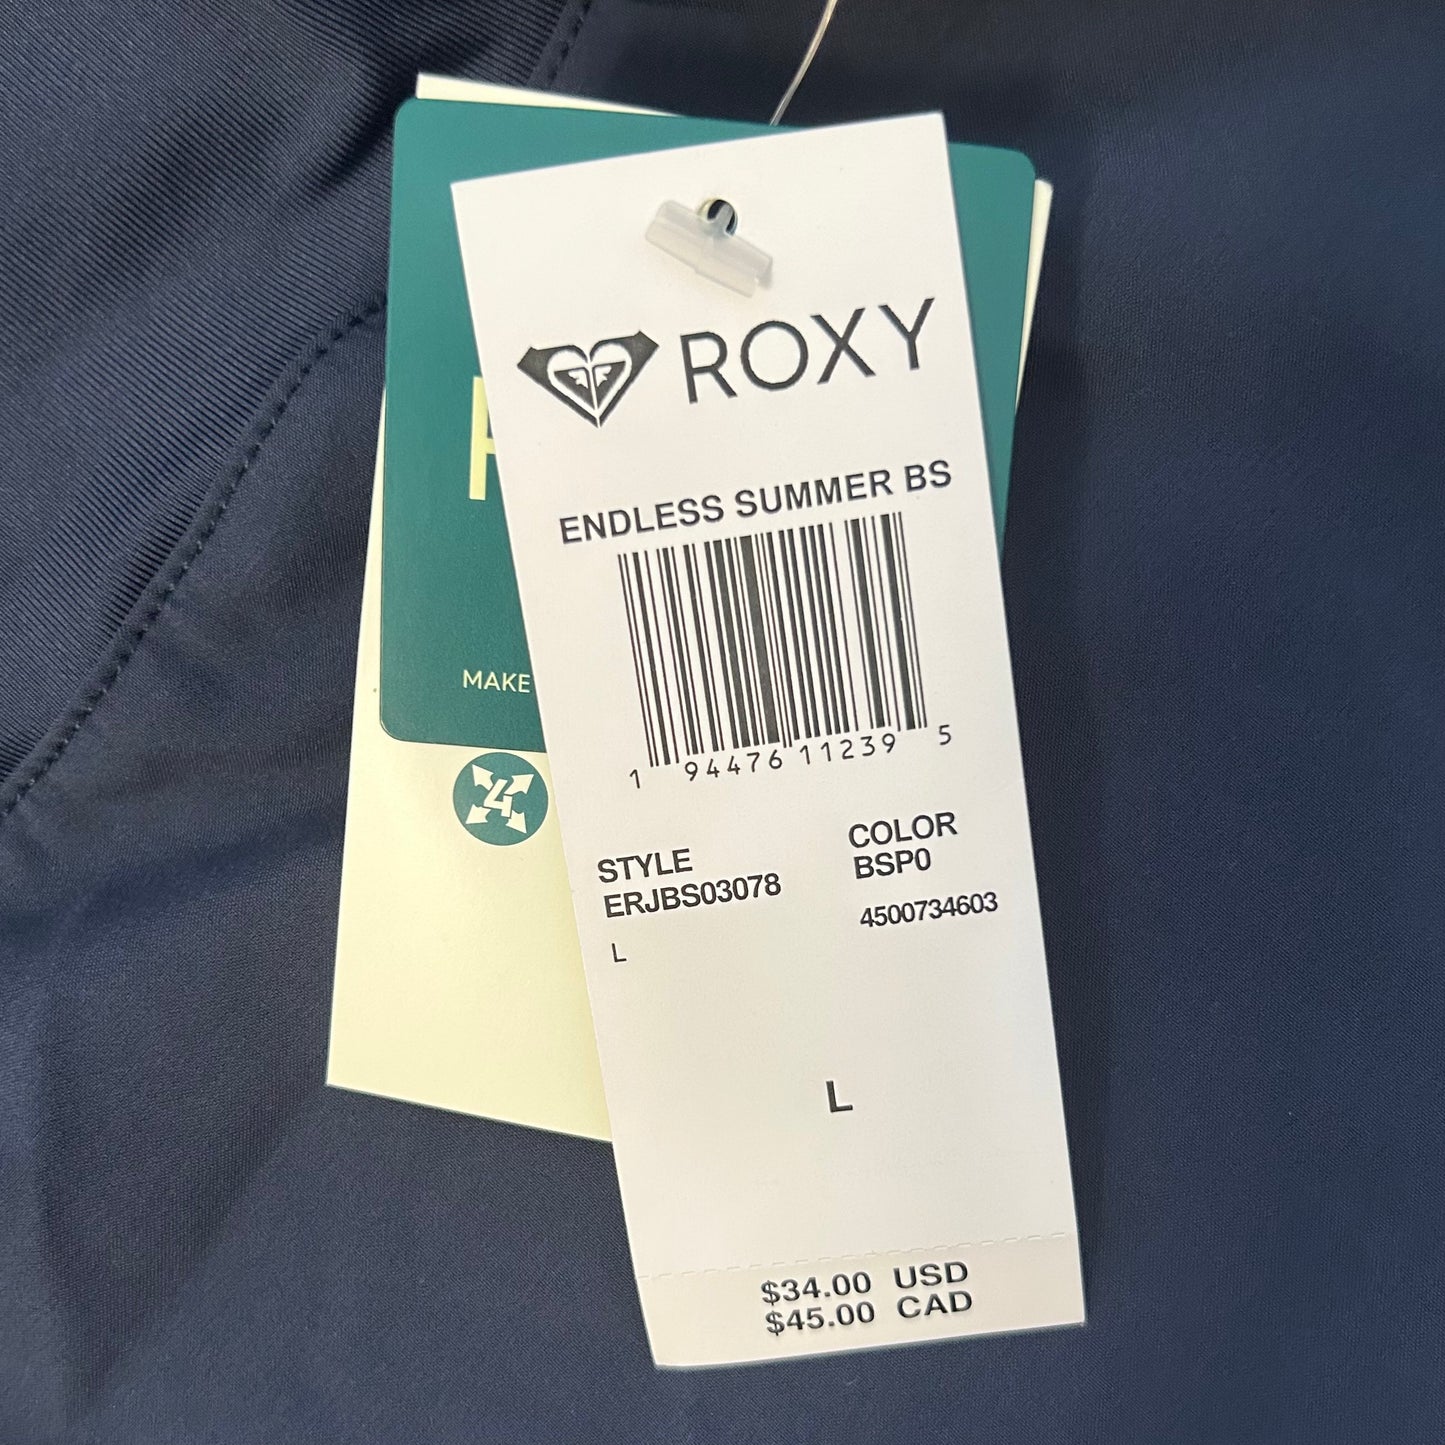 ROXY
ENDLESS SUMMER BS
1 94476 11239 5
STYLE
ERJBS03078
COLOR
BSP0
4500734603
L
L
$34.00 USD
$45.00 CAD
MAKE
4